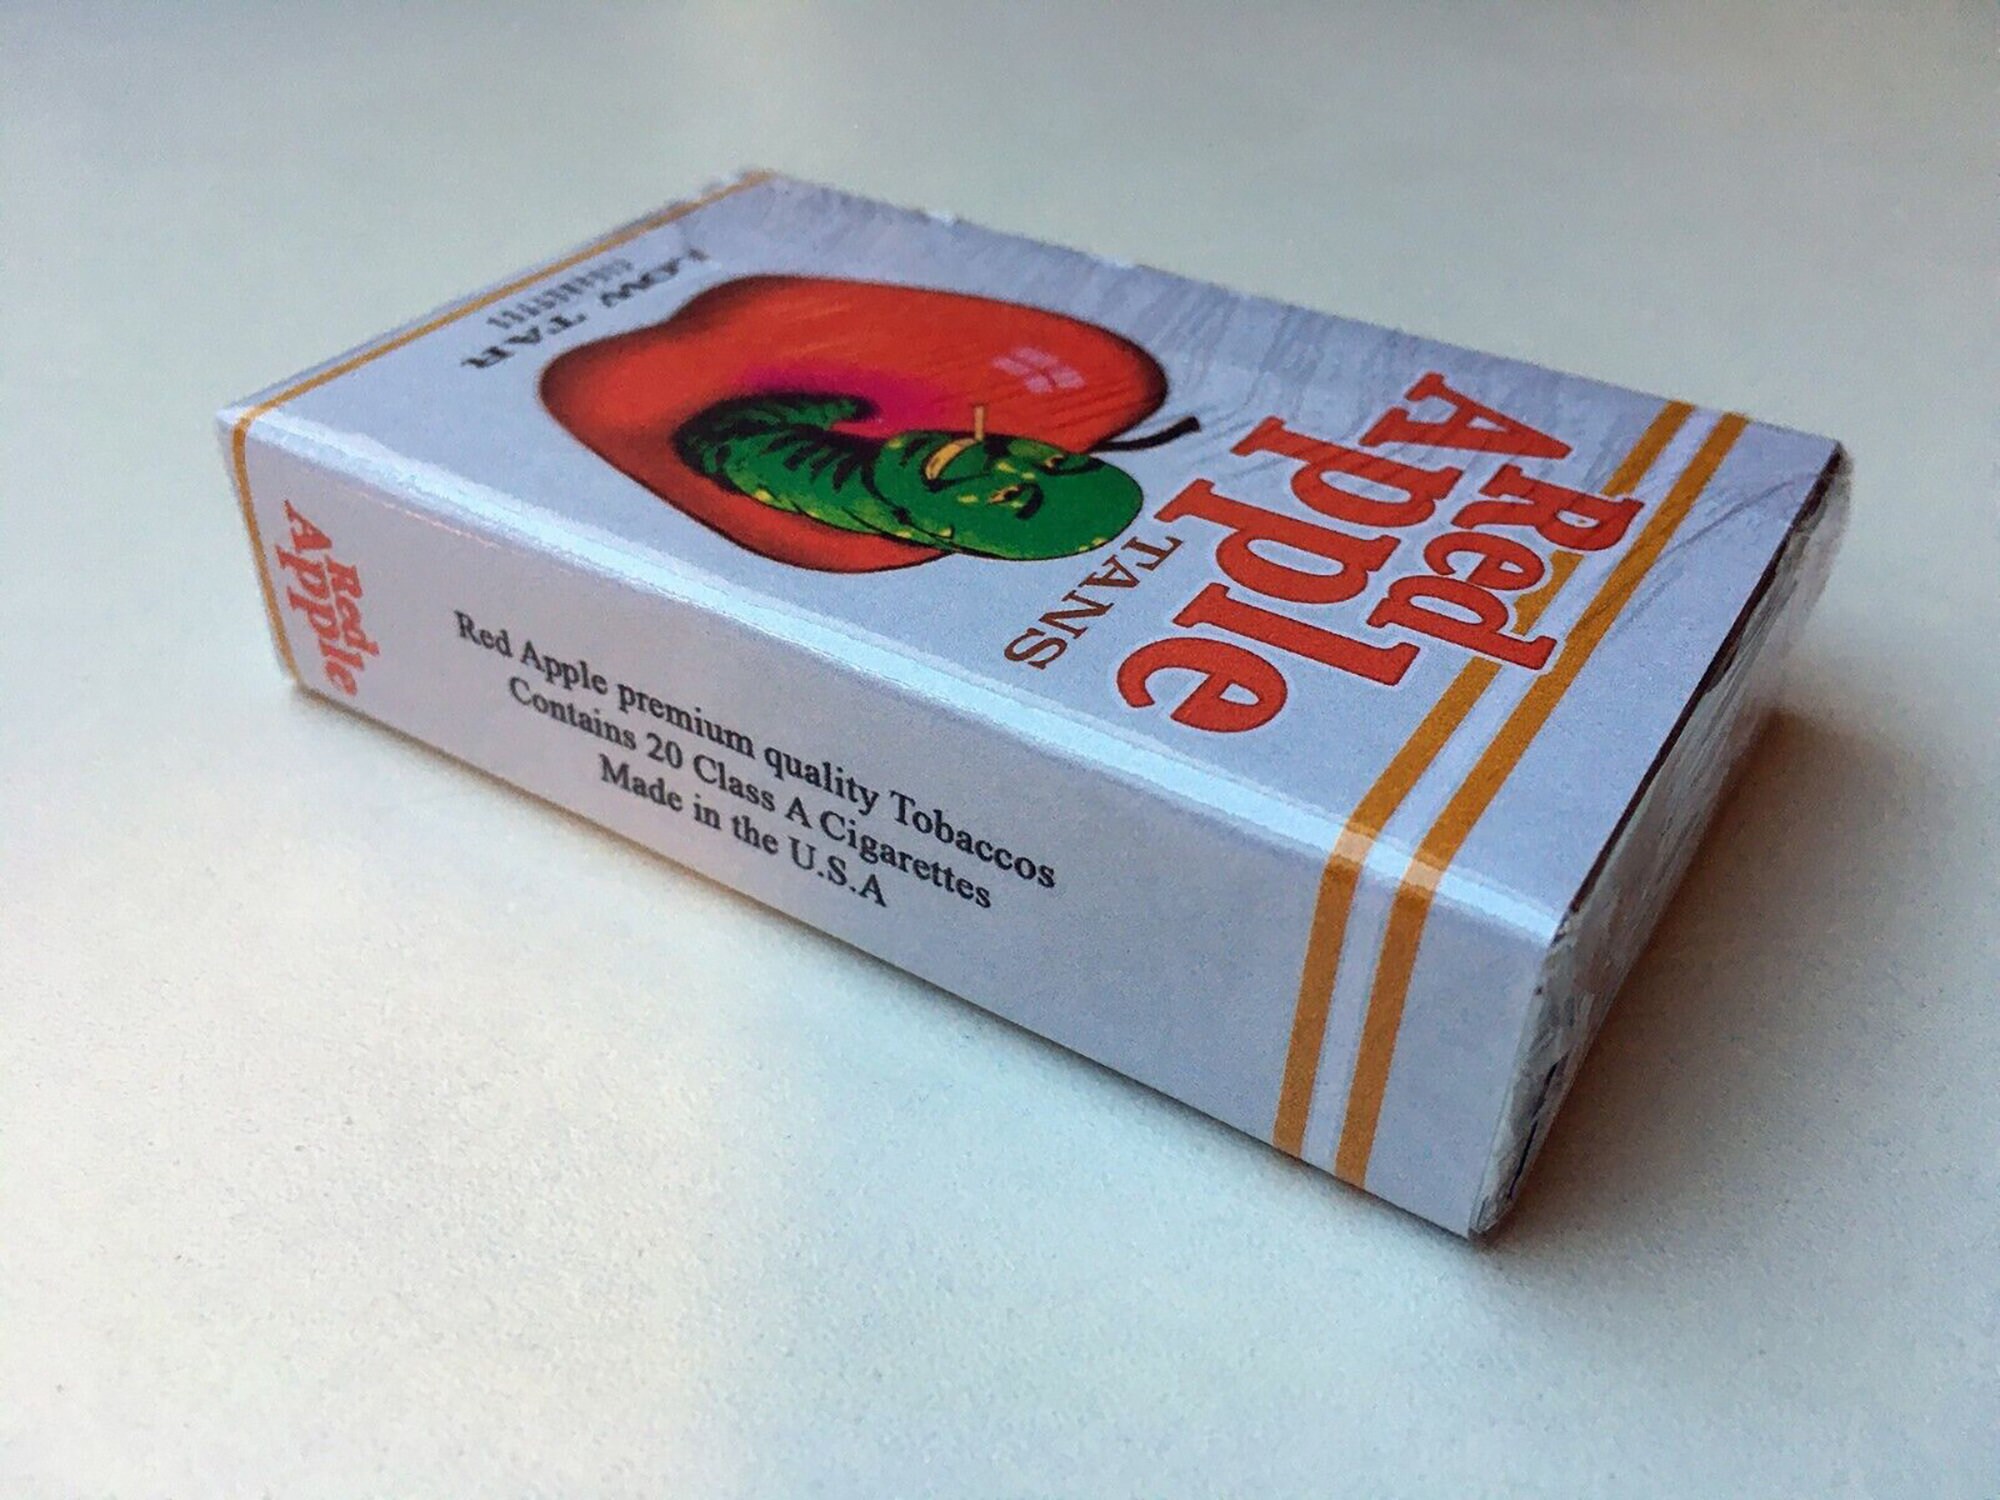 Red
Apple
TANS
LOW TAR
Red
Apple
Red Apple premium quality Tobaccos
Contains 20 Class A Cigarettes
Made in the U.S.A